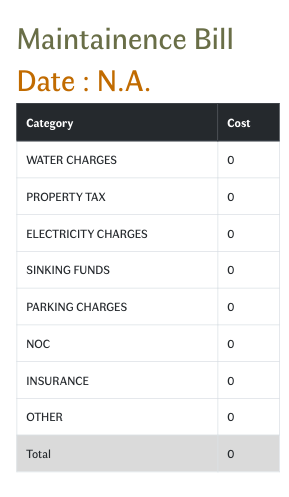 Maintainence Bill
Date : N.A.
Category Cost
WATER CHARGES 0
PROPERTY TAX 0
ELECTRICITY CHARGES 0
SINKING FUNDS 0
PARKING CHARGES 0
NOC 0
INSURANCE 0
OTHER 0
Total 0